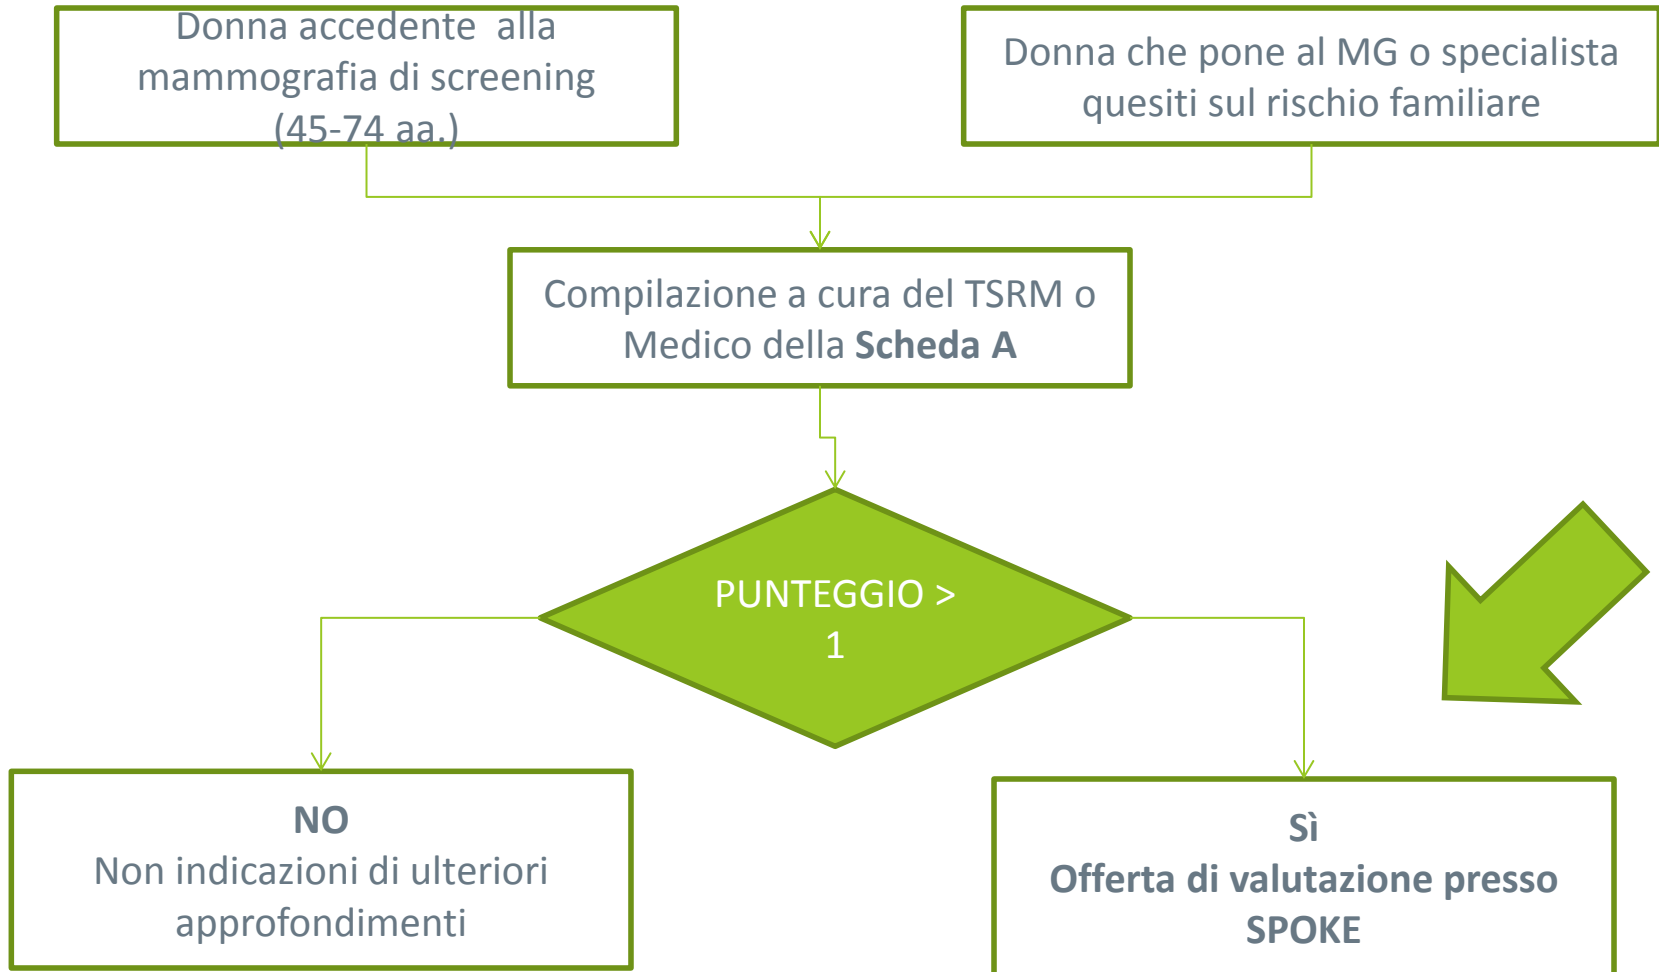 Donna accedente alla
mammografia di screening
(45-74 aa.)
Donna che pone al MG o specialista
quesiti sul rischio familiare
Compilazione a cura del TSRM o
Medico della Scheda A
PUNTEGGIO >
1
NO
Non indicazioni di ulteriori
approfondimenti
Sì
Offerta di valutazione presso
SPOKE